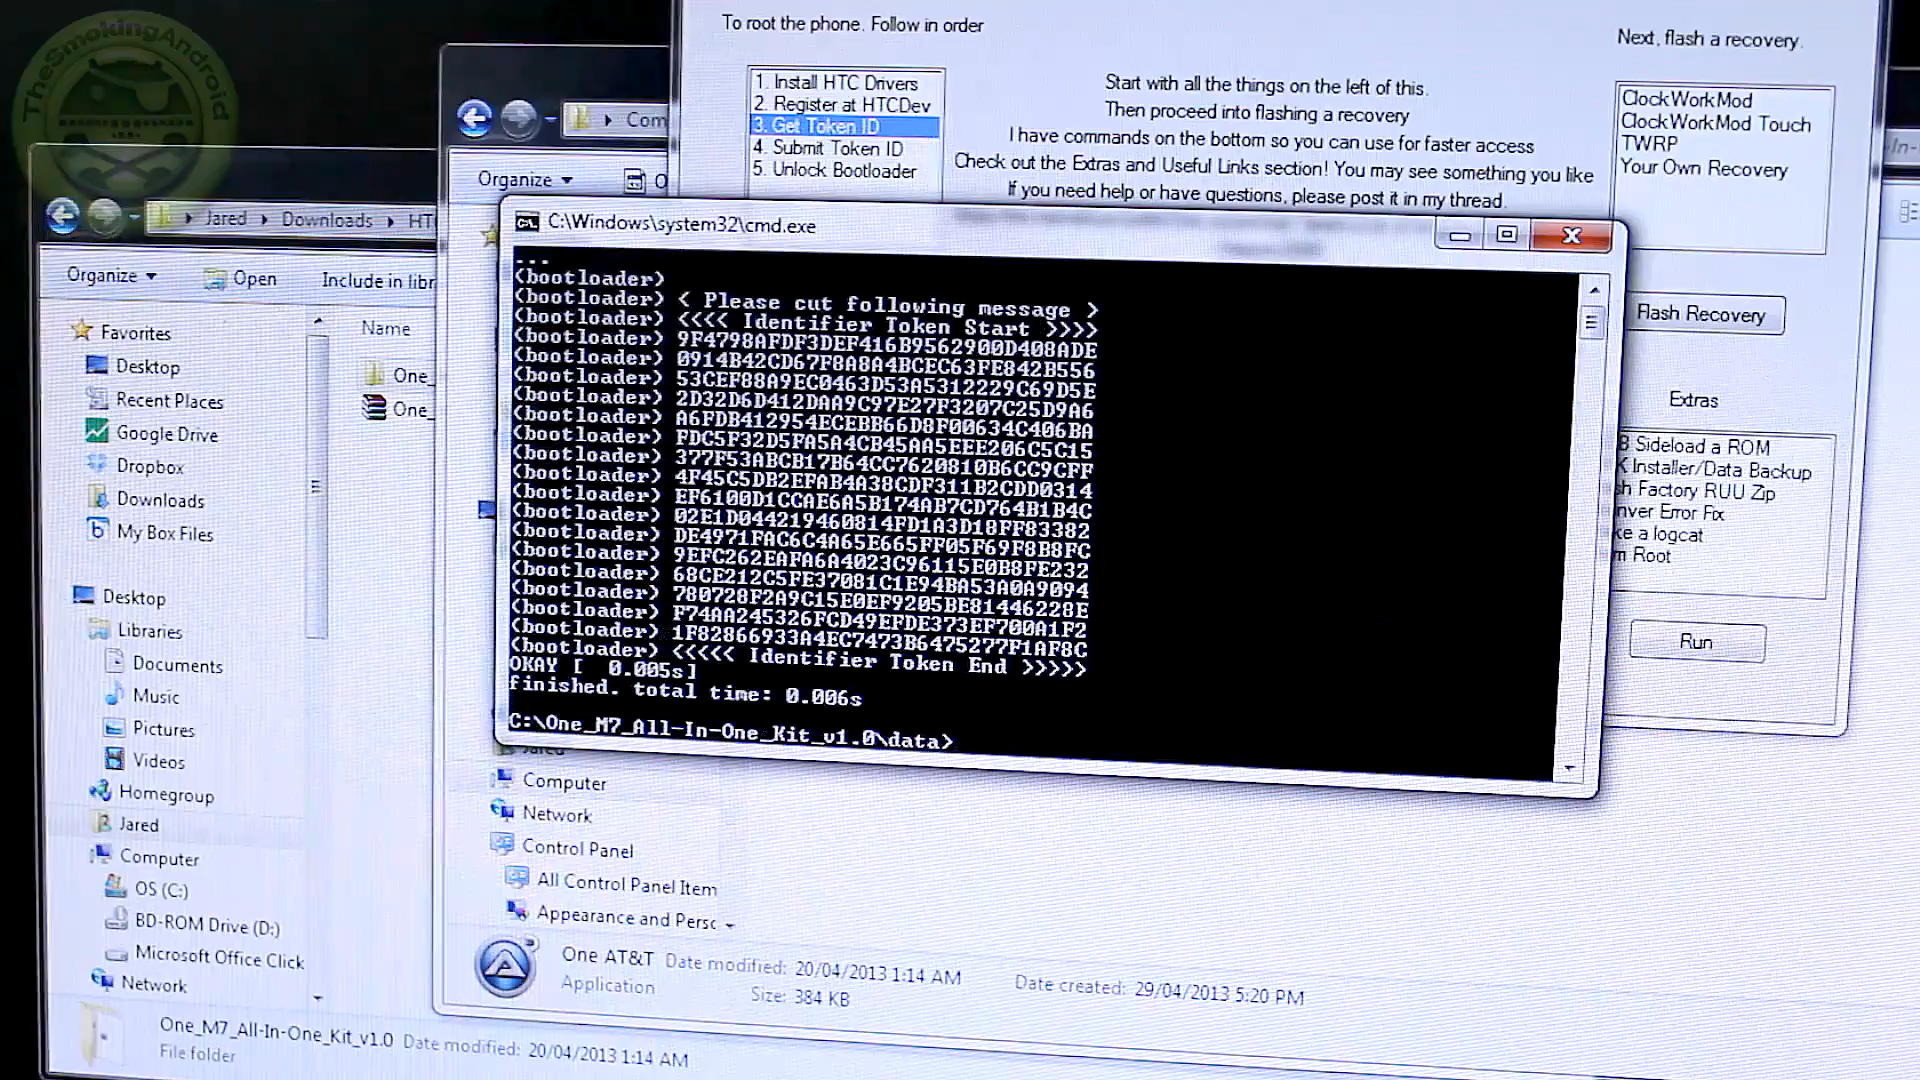 TheSmokingAndroid
To root the phone. Follow in order
1. Install HTC Drivers
2. Register at HTCDev
3. Get Token ID
4. Submit Token ID
5. Unlock Bootloader
Start with all the things on the left of this.
Then proceed into flashing a recovery
I have commands on the bottom so you can use for faster access
Check out the Extras and Useful Links section! You may see something you like
If you need help or have questions, please post it in my thread.
Next, flash a recovery.
ClockWorkMod
ClockWorkMod Touch
TWRP
Your Own Recovery
Flash Recovery
Extras
Sideload a ROM
Installer/Data Backup
Factory RUU Zip
Error Fix
a logcat
Root
Run
Com
Organize
Jared Downloads
Organize Open Include in libr
Name
One_
One_
Favorites
Desktop
Recent Places
Google Drive
Dropbox
Downloads
My Box Files
Desktop
Libraries
Documents
Music
Pictures
Videos
Homegroup
Jared
Computer
OS (C:)
BD-ROM Drive (D:)
Microsoft Office Click
Network
One_M7_All-In-One_Kit_v1.0 Date modified: 20/04/2013 1:14 AM
File folder
C:\Windows\system32\cmd.exe
...
(bootloader)
(bootloader) < Please cut following message >
(bootloader) <<<< Identifier Token Start >>>>
(bootloader) 9F4798AFDF3DEF416B9562900D408ADE
(bootloader) 0914B42CD67F8A8A4BCEC63FE842B556
(bootloader) 53CEF88A9EC0463D53A5312229C69D5E
(bootloader) 2D32D6D412DAA9C97E27F3207C25D9A6
(bootloader) A6FDB412954ECEBB66D8F00634C406BA
(bootloader) FDC5F32D5FA5A4CB45AA5EEE206C5C15
(bootloader) 377F53ABCB17B64CC7620810B6CC9CFF
(bootloader) 4F45C5DB2EFAB4A38CDF311B2CDD0314
(bootloader) EF6100D1CCAE6A5B174AB7CD764B1B4C
(bootloader) 02E1D044219460814FD1A3D18FF83382
(bootloader) DE4971FAC6C4A65E665FF05F69F8B8FC
(bootloader) 9EFC262EAFA6A4023C96115E0B8FE232
(bootloader) 68CE212C5FE37081C1E94BA53A0A9094
(bootloader) 780728F2A9C15E0EF9205BE81446228E
(bootloader) F74AA245326FCD49EFDE373EF700A1F2
(bootloader) 1F82866933A4EC7473B6475277F1AF8C
(bootloader) <<<<< Identifier Token End >>>>>
OKAY [  0.005s]
finished. total time: 0.006s
C:\One_M7_All-In-One_Kit_v1.0\data>
Computer
Network
Control Panel
All Control Panel Item
Appearance and Persc
One AT&T Date modified: 20/04/2013 1:14 AM Date created: 29/04/2013 5:20 PM
Application Size: 384 KB